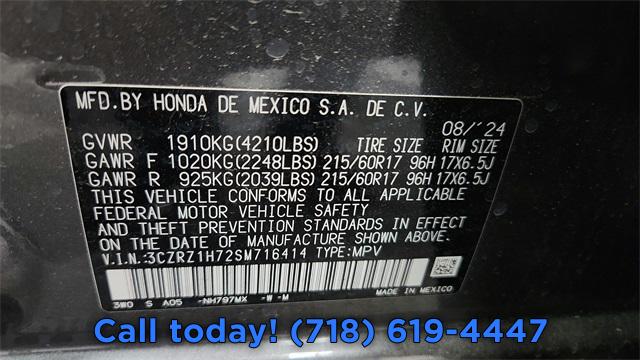 MFD.BY HONDA DE MEXICO S.A. DE C.V.
08/'24
GVWR 1910KG(4210LBS) TIRE SIZE RIM SIZE
GAWR F 1020KG(2248LBS) 215/60R17 96H 17X6.5J
GAWR R 925KG(2039LBS) 215/60R17 96H 17X6.5J
THIS VEHICLE CONFORMS TO ALL APPLICABLE
FEDERAL MOTOR VEHICLE SAFETY
AND THEFT PREVENTION STANDARDS IN EFFECT
ON THE DATE OF MANUFACTURE SHOWN ABOVE.
V.I.N.:3CZRZ1H72SM716414 TYPE:MPV
3W0 S A05 -NH797MX -W-M MADE IN MEXICO
Call today! (718) 619-4447